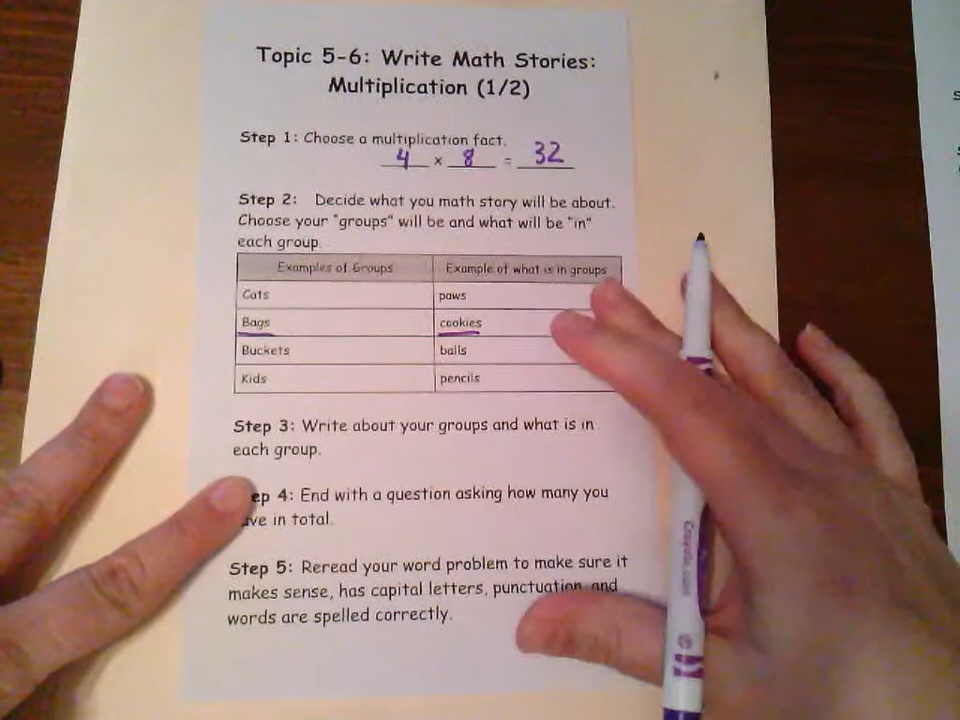 Topic 5-6: Write Math Stories:
Multiplication (1/2)
Step 1: Choose a multiplication fact.
4 x 8 = 32
Step 2: Decide what you math story will be about.
Choose your "groups" will be and what will be "in"
each group.
Examples of Groups Example of what is in groups
Cats paws
Bags cookies
Buckets balls
Kids pencils
Step 3: Write about your groups and what is in
each group.
ep 4: End with a question asking how many you
ave in total.
Step 5: Reread your word problem to make sure it
makes sense, has capital letters, punctuation, and
words are spelled correctly.
Crayola.com